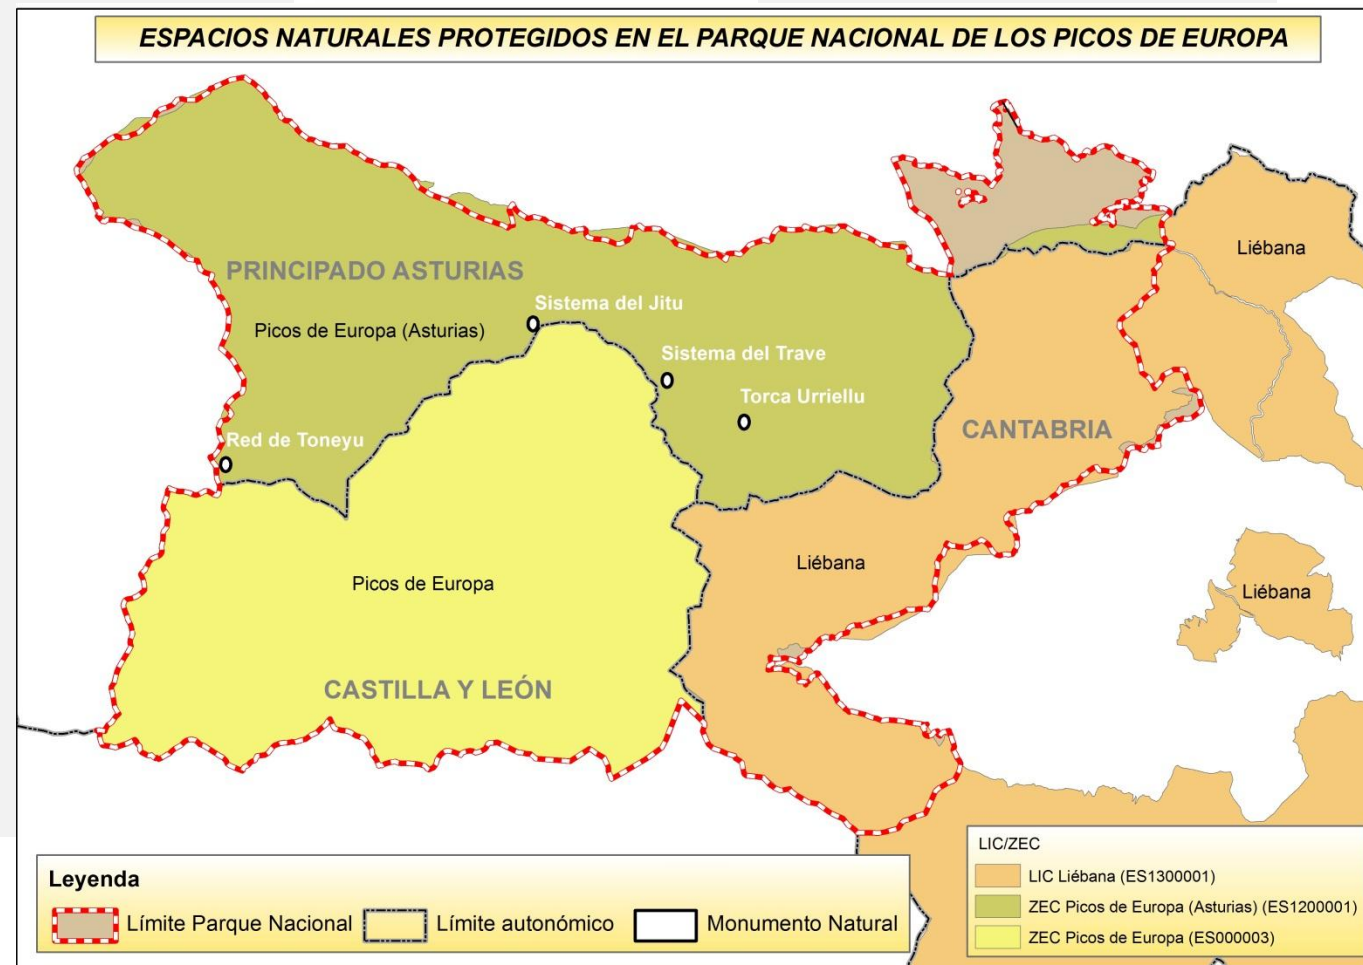 ESPACIOS NATURALES PROTEGIDOS EN EL PARQUE NACIONAL DE LOS PICOS DE EUROPA
Liébana
PRINCIPADO ASTURIAS
Sistema del Jitu
Picos de Europa (Asturias)
Sistema del Trave
Torca Urriellu
CANTABRIA
Red de Toneyu
Liébana
Picos de Europa
Liébana
CASTILLA Y LEÓN
Leyenda
Límite Parque Nacional
Límite autonómico
Monumento Natural
LIC/ZEC
LIC Liébana (ES1300001)
ZEC Picos de Europa (Asturias) (ES1200001)
ZEC Picos de Europa (ES000003)